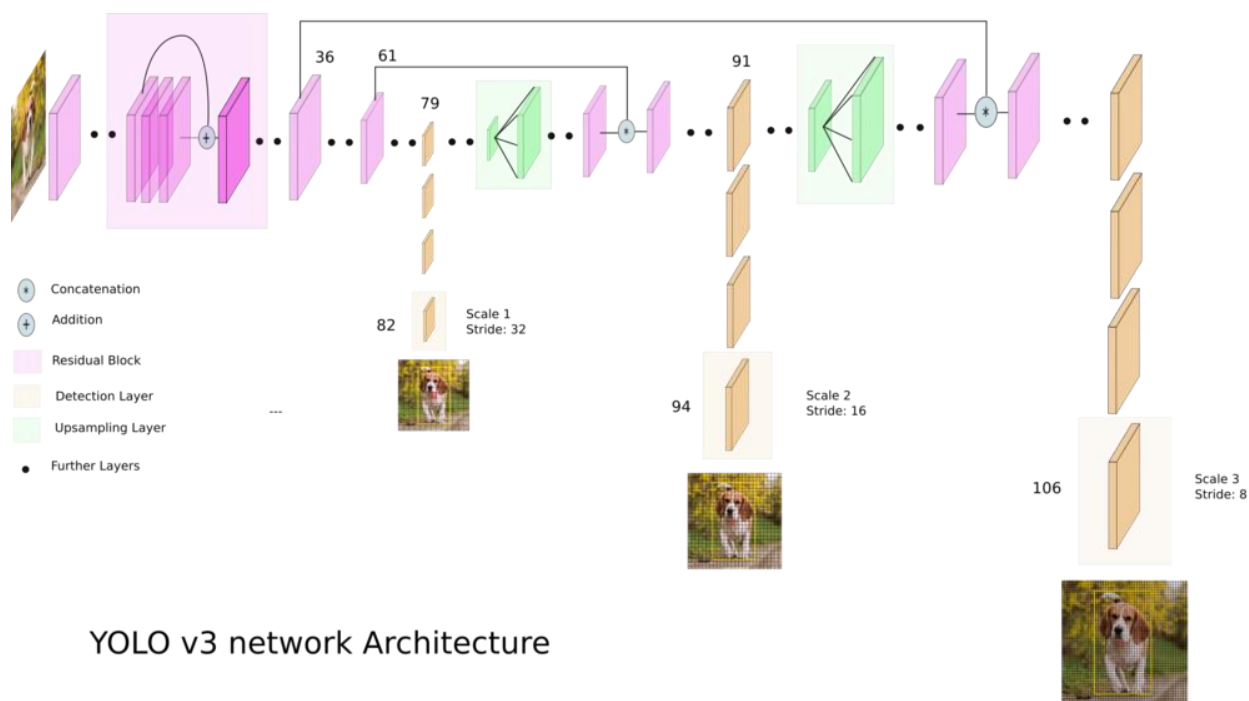 36
61
91
79
*
*
+
* Concatenation
+ Addition
Residual Block
Detection Layer
Upsampling Layer
Further Layers
---
82
Scale 1
Stride: 32
94
Scale 2
Stride: 16
106
Scale 3
Stride: 8
YOLO v3 network Architecture